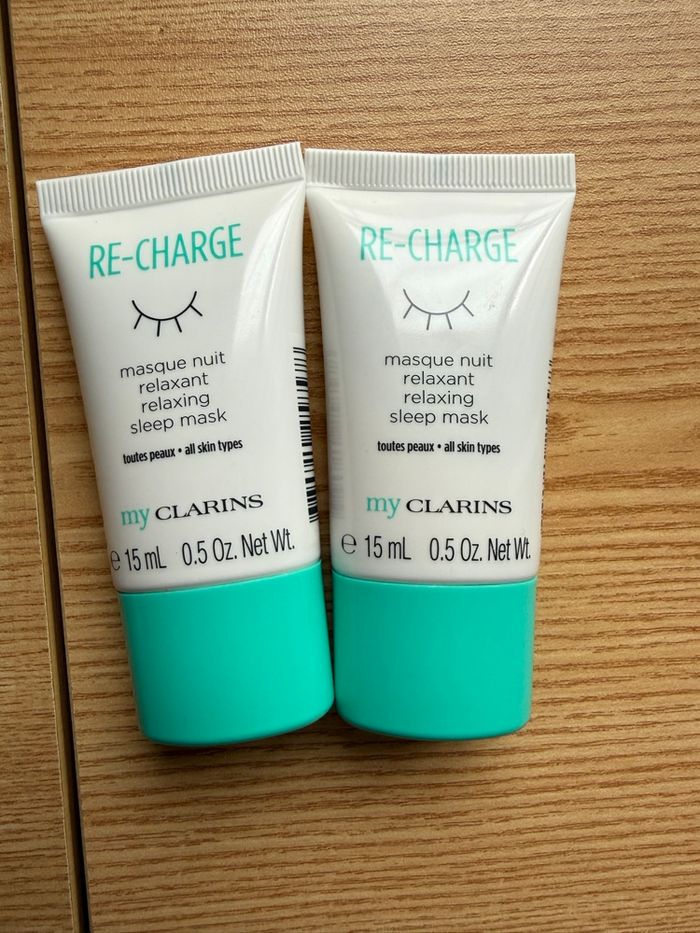 RE-CHARGE
masque nuit
relaxant
relaxing
sleep mask
toutes peaux • all skin types
my CLARINS
e 15 mL 0.5 Oz. Net Wt.
RE-CHARGE
masque nuit
relaxant
relaxing
sleep mask
toutes peaux • all skin types
my CLARINS
e 15 mL 0.5 Oz. Net Wt.